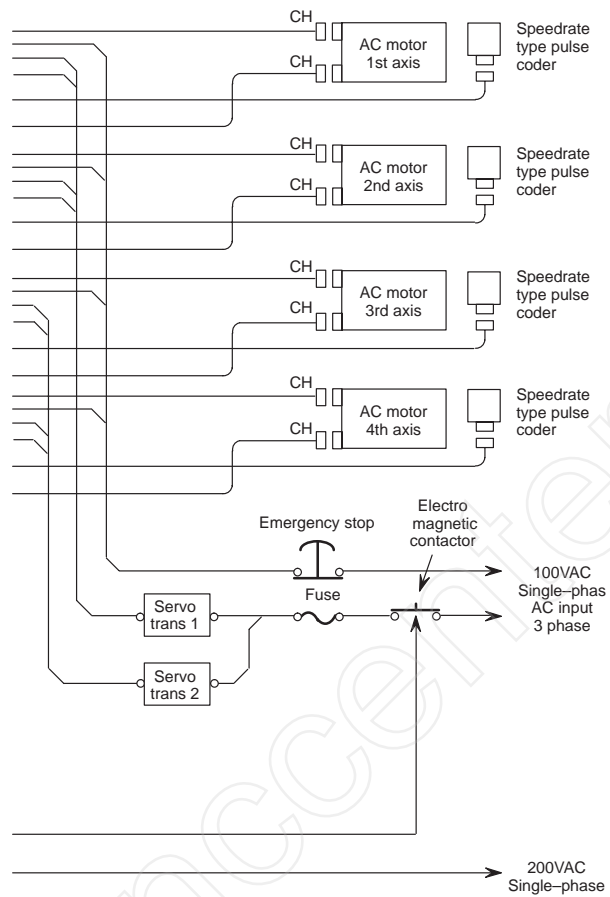 CH
AC motor
1st axis
CH
Speedrate
type pulse
coder
CH
AC motor
2nd axis
CH
Speedrate
type pulse
coder
CH
AC motor
3rd axis
CH
Speedrate
type pulse
coder
CH
AC motor
4th axis
CH
Speedrate
type pulse
coder
Emergency stop
Electro
magnetic
contactor
Fuse
Servo
trans 1
Servo
trans 2
100VAC
Single–phas
AC input
3 phase
200VAC
Single–phase